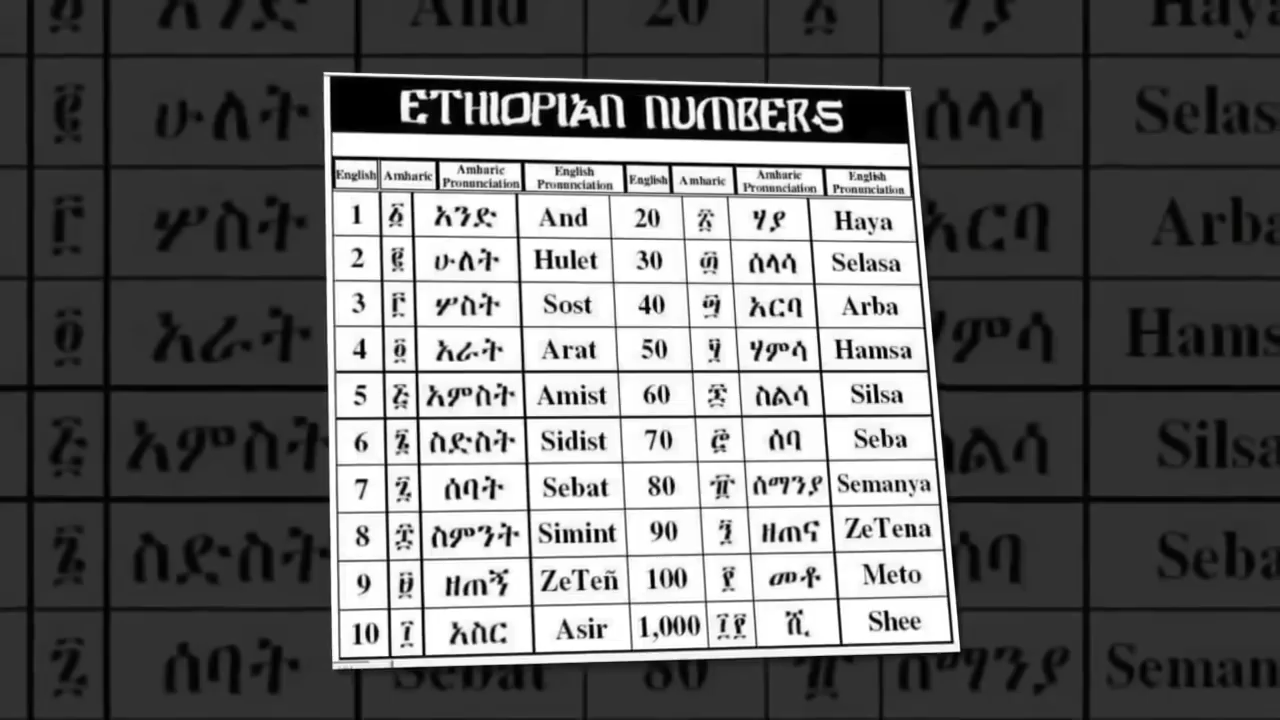 ETHIOPIAN NUMBERS
English Amharic Amharic Pronunciation English Pronunciation English Amharic Amharic Pronunciation English Pronunciation
1 ፩ አንድ And 20 ፳ ሃያ Haya
2 ፪ ሁለት Hulet 30 ፴ ሰላሳ Selasa
3 ፫ ሦስት Sost 40 ፵ አርባ Arba
4 ፬ አራት Arat 50 ፶ ሃምሳ Hamsa
5 ፭ አምስት Amist 60 ፷ ስልሳ Silsa
6 ፮ ስድስት Sidist 70 ፸ ሰባ Seba
7 ፯ ሰባት Sebat 80 ፹ ሰማንያ Semanya
8 ፰ ስምንት Simint 90 ፺ ዘጠና ZeTena
9 ፱ ዘጠኝ ZeTeñ 100 ፻ መቶ Meto
10 ፲ አስር Asir 1,000 ፲፻ ሺ Shee